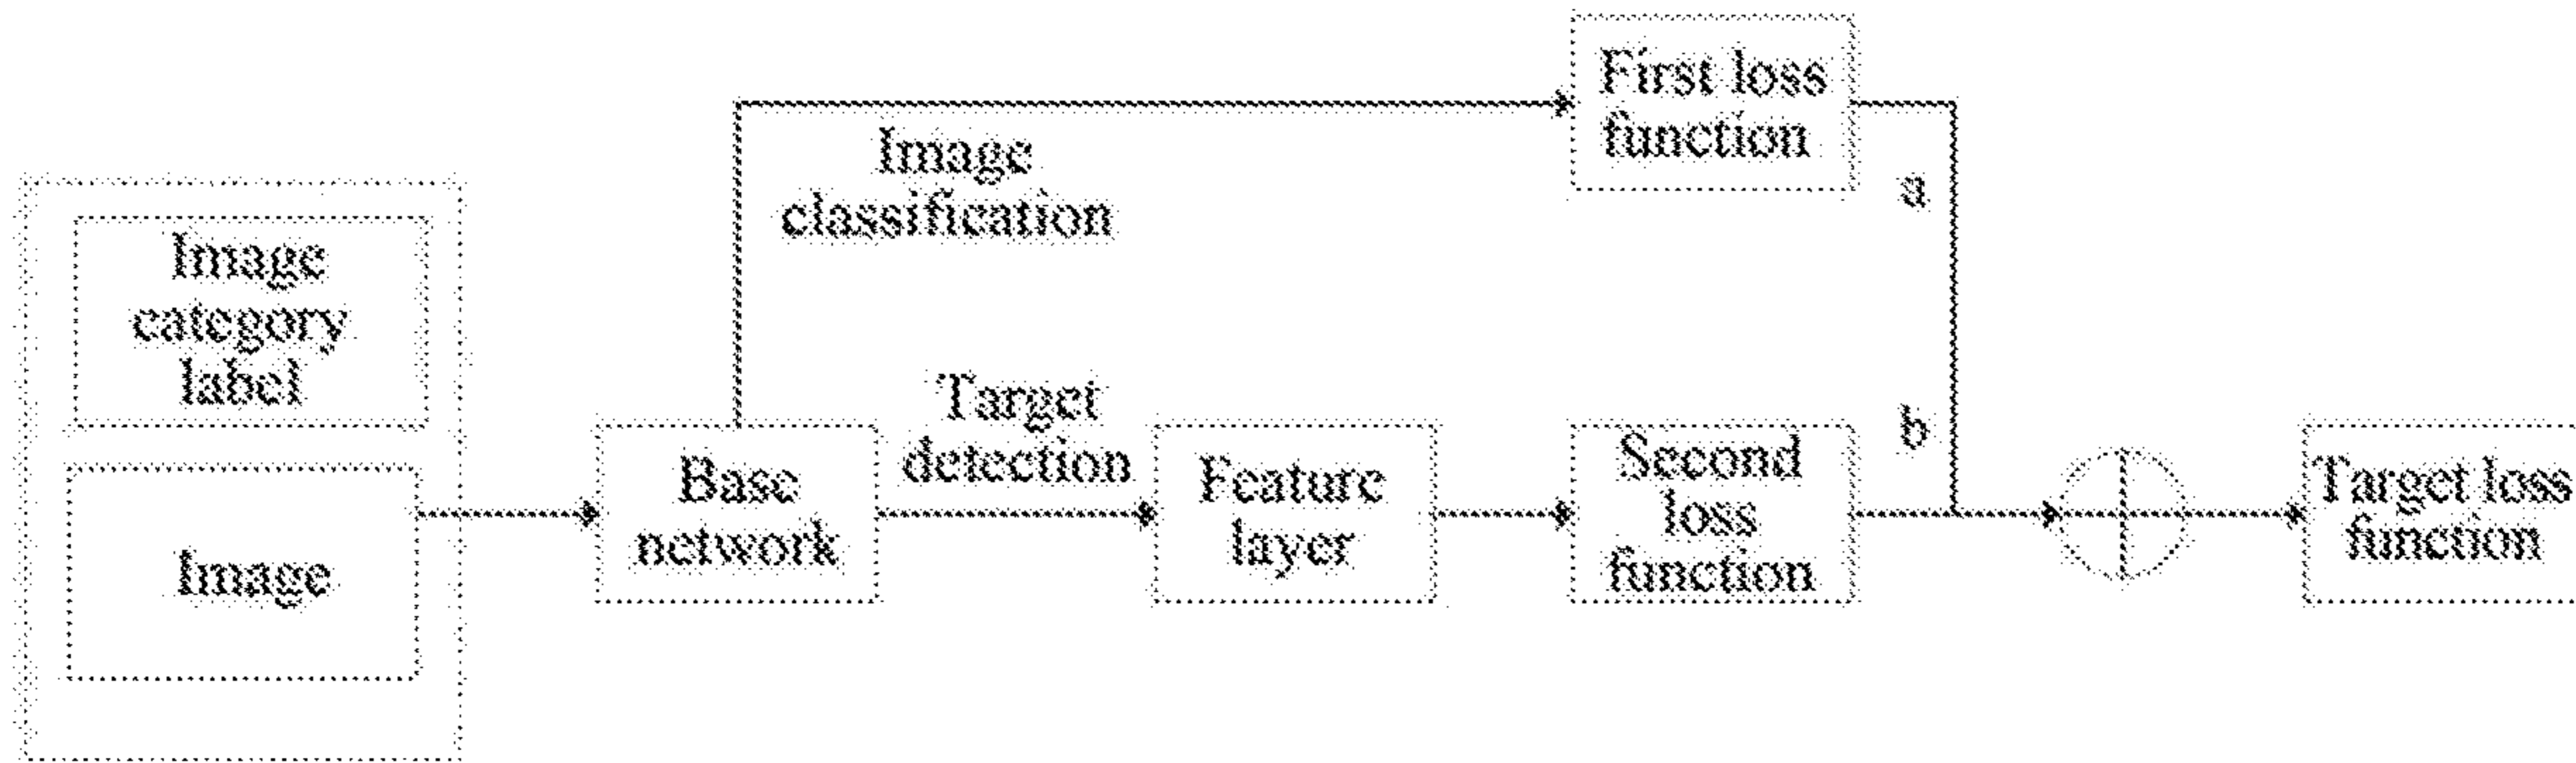 Image
category
label
Image
Base
network
Image
classification
Target
detection
Feature
layer
First loss
function
Second
loss
function
a
b
Target loss
function